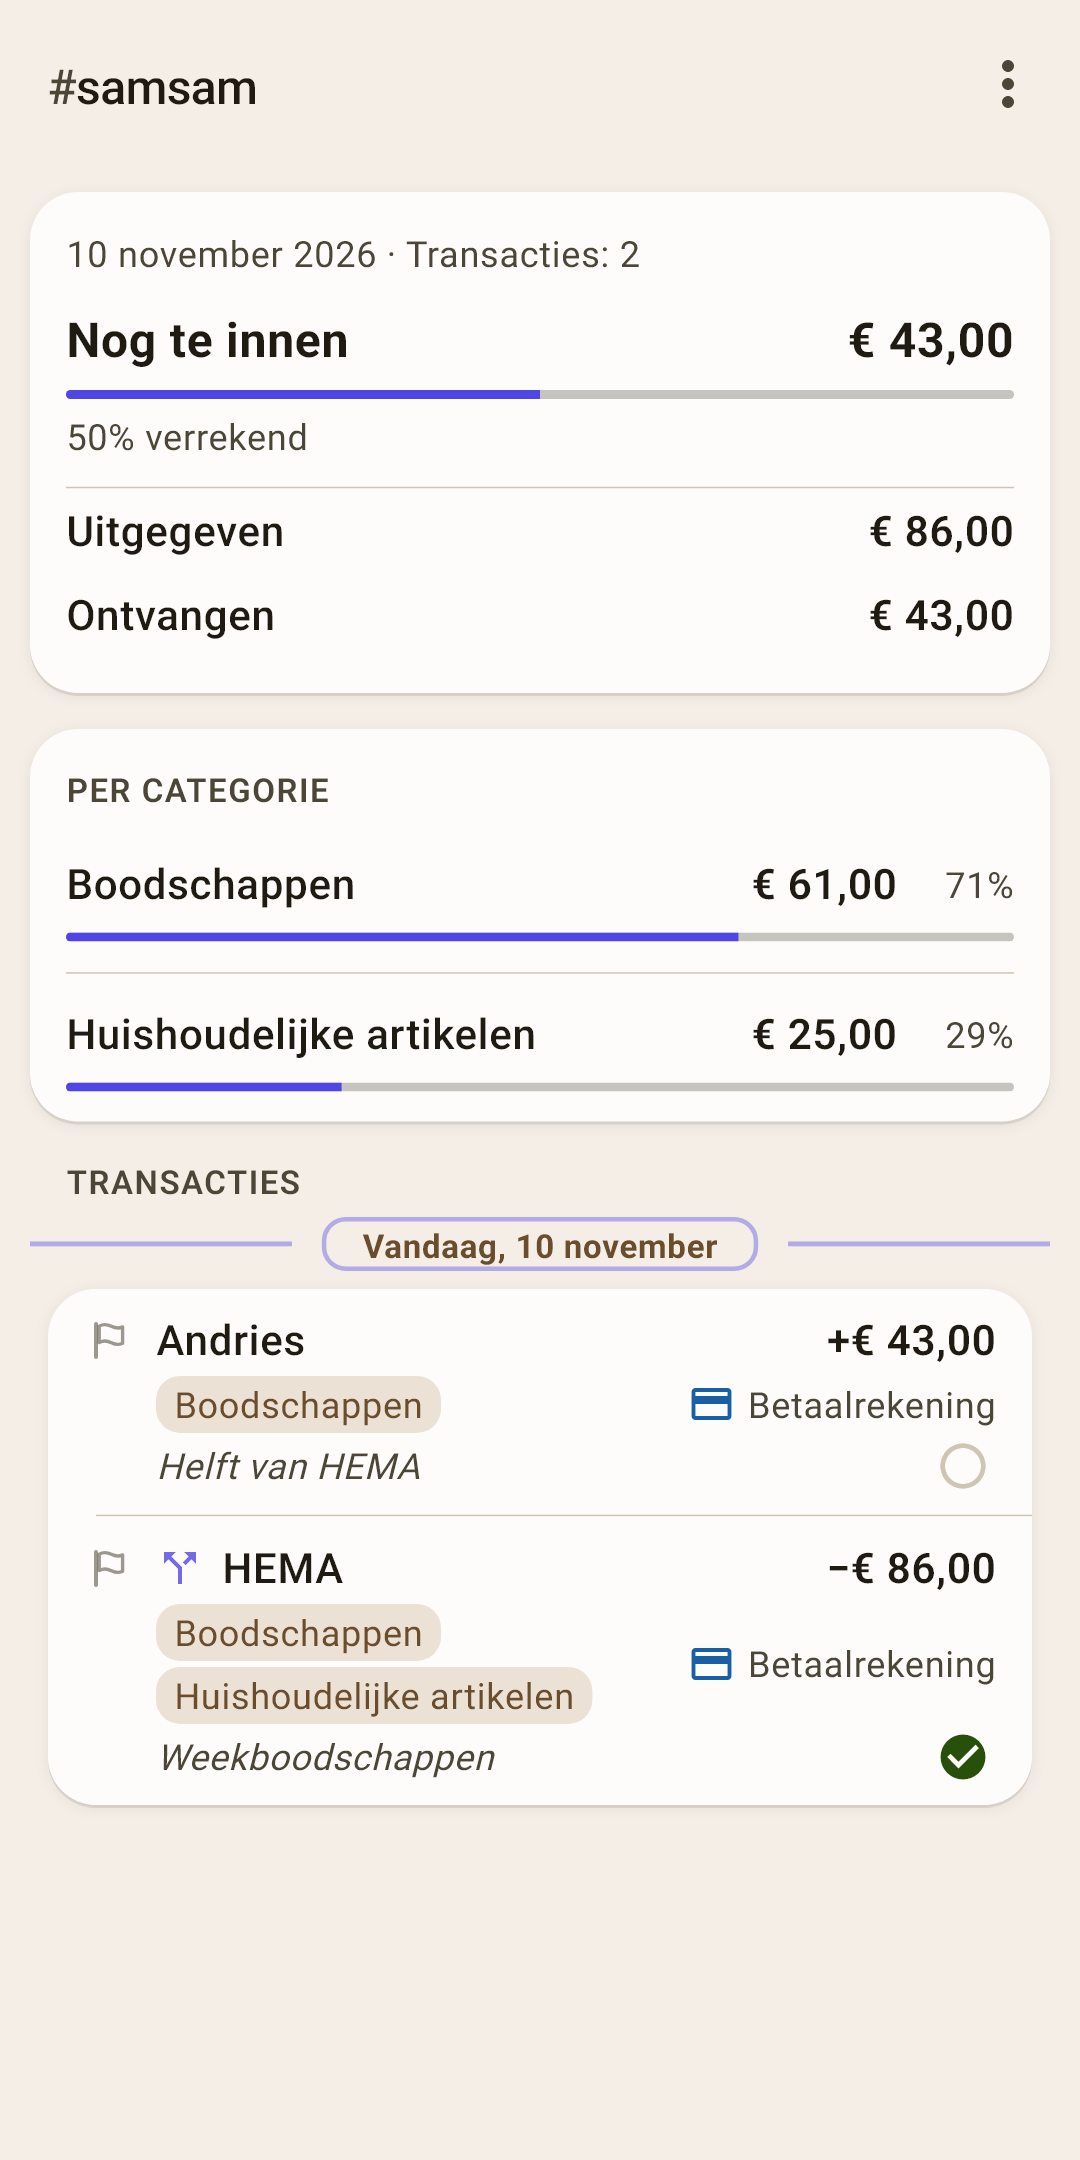 #samsam
10 november 2026 · Transacties: 2
Nog te innen € 43,00
50% verrekend
Uitgegeven € 86,00
Ontvangen € 43,00
PER CATEGORIE
Boodschappen € 61,00 71%
Huishoudelijke artikelen € 25,00 29%
TRANSACTIES
Vandaag, 10 november
Andries +€ 43,00
Boodschappen Betaalrekening
Helft van HEMA
HEMA −€ 86,00
Boodschappen
Betaalrekening
Huishoudelijke artikelen
Weekboodschappen